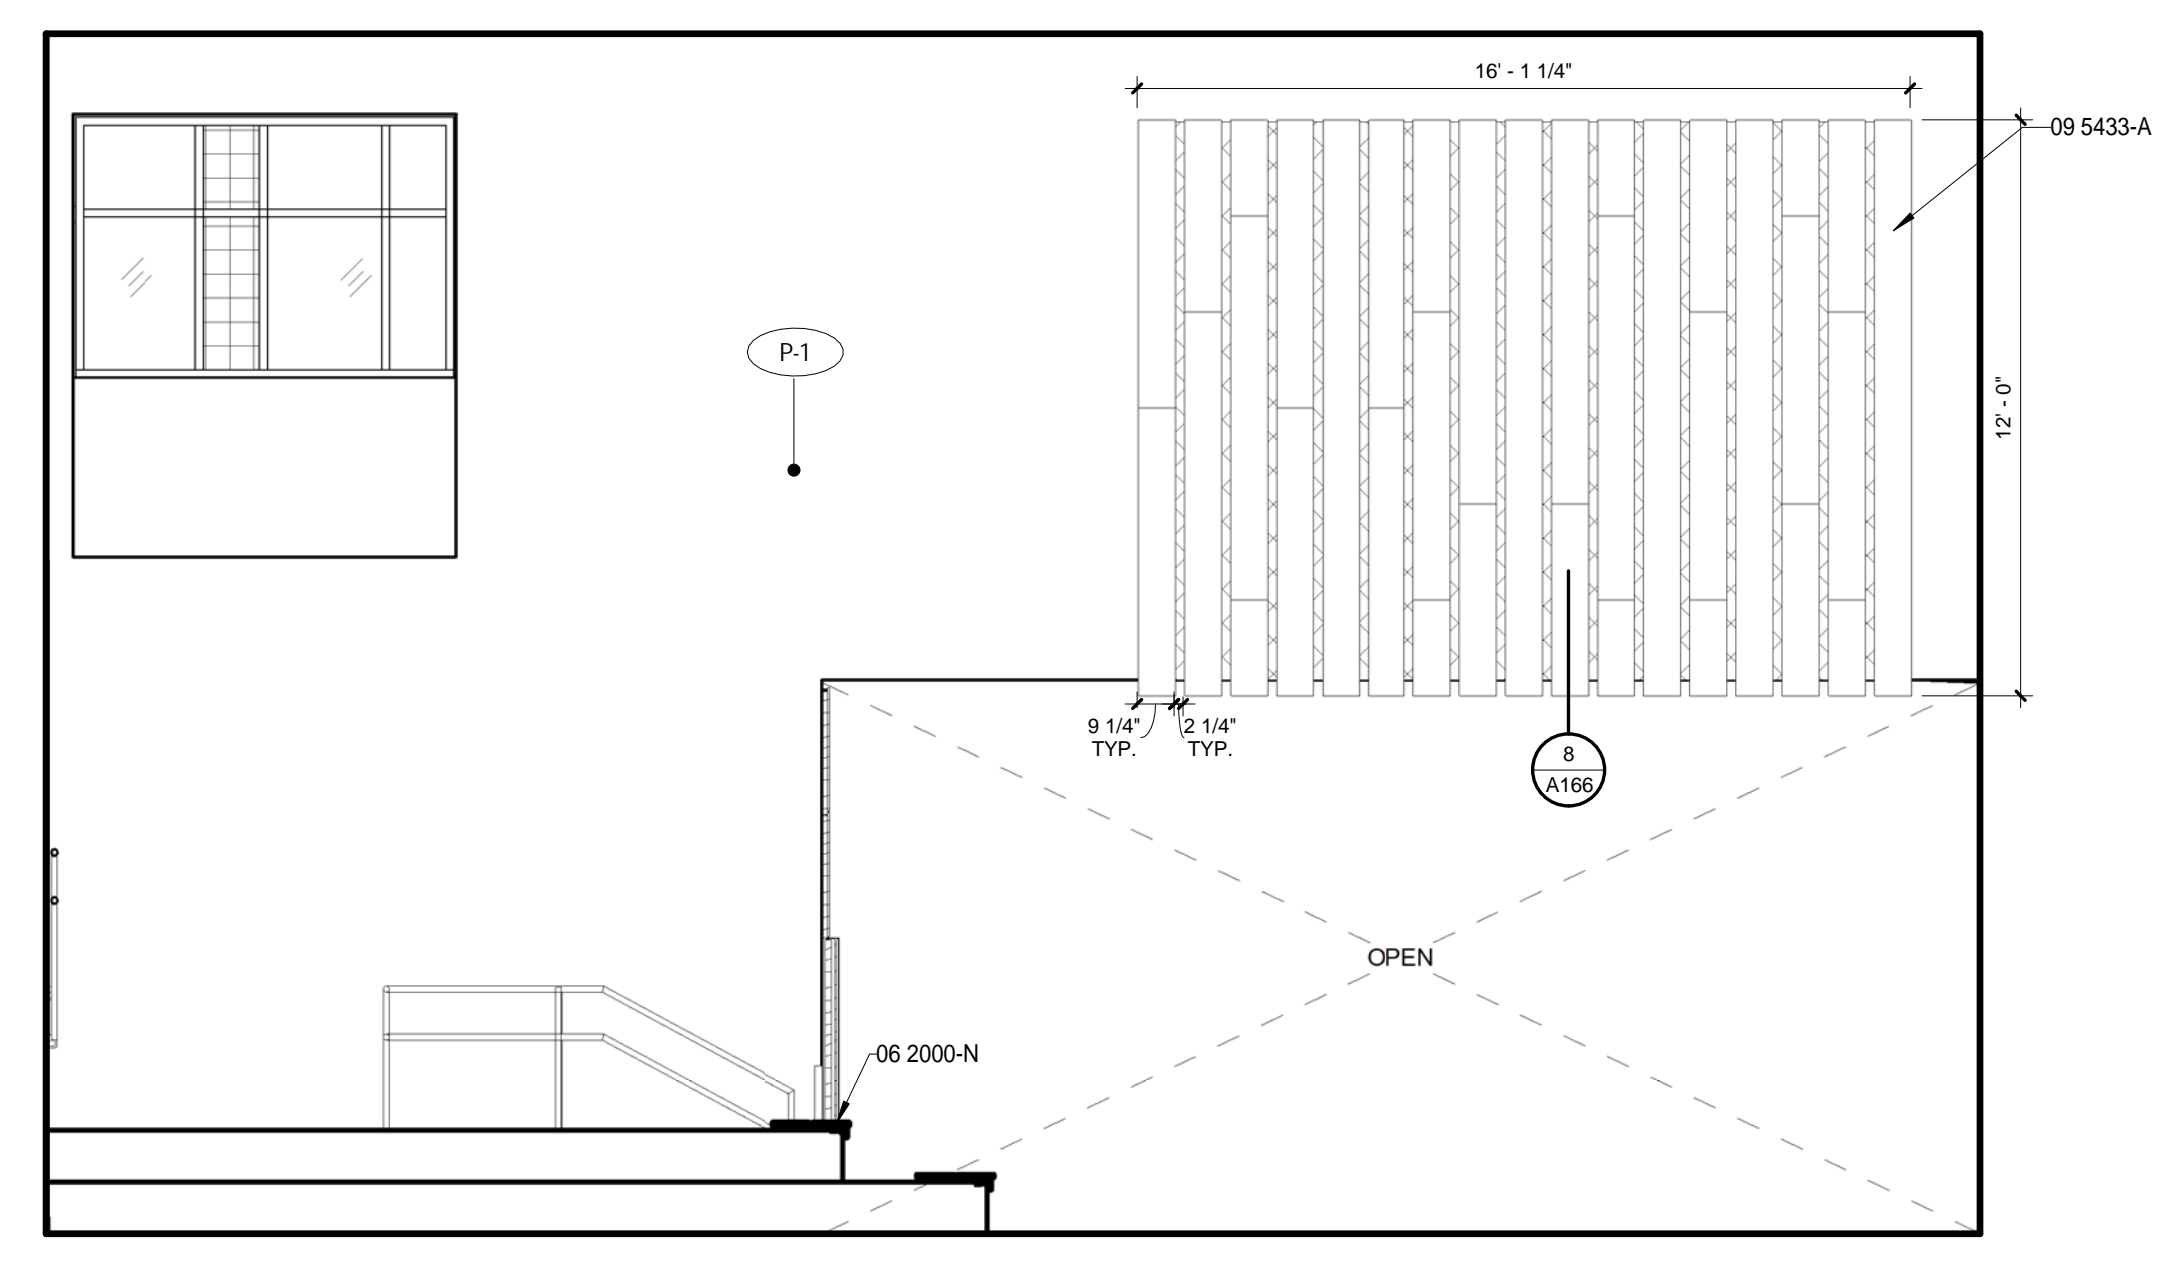 16' - 1 1/4"
09 5433-A
P-1
12' - 0"
9 1/4"
TYP.
2 1/4"
TYP.
8
A166
OPEN
06 2000-N